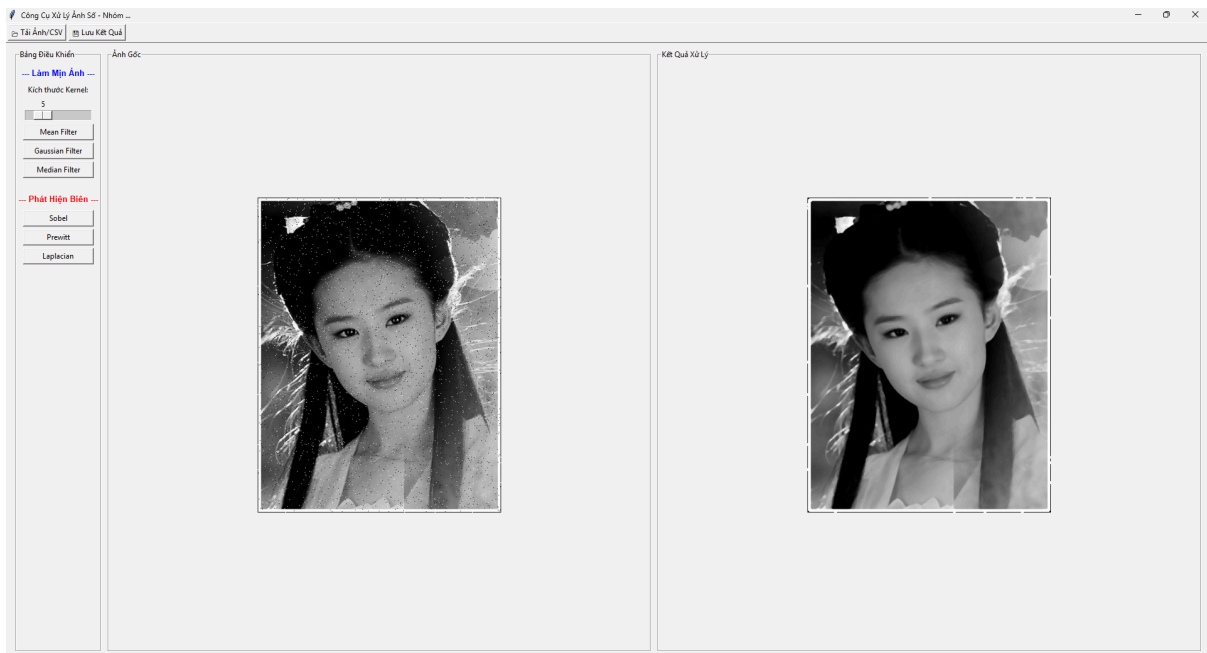 Công Cụ Xử Lý Ảnh Số - Nhóm ...
Tải Ảnh/CSV
Lưu Kết Quả
Bảng Điều Khiển
--- Làm Mịn Ảnh ---
Kích thước Kernel:
5
Mean Filter
Gaussian Filter
Median Filter
--- Phát Hiện Biên ---
Sobel
Prewitt
Laplacian
Ảnh Gốc
Kết Quả Xử Lý